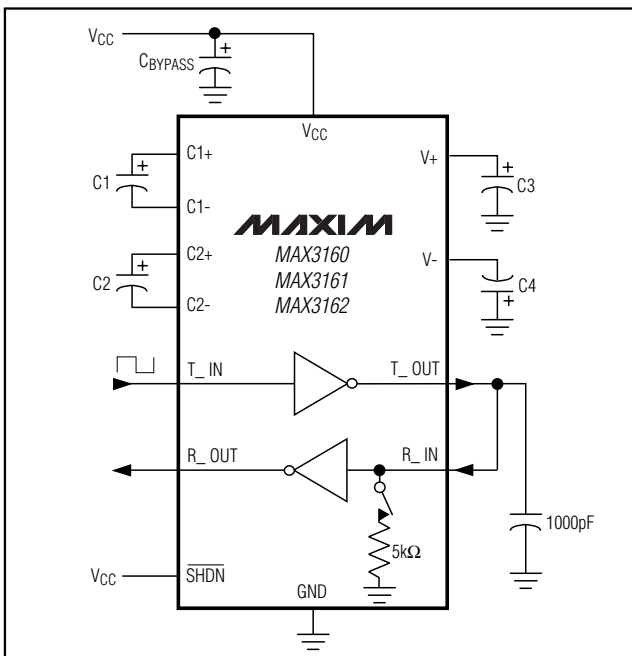 VCC
CBYPASS
+
VCC
C1+
V+
+
C1
+
C3
C1-
MAXIM
C2+
MAX3160
V-
C2
+
MAX3161
C4
C2-
MAX3162
+
T_ IN
T_ OUT
R_ OUT
R_ IN
1000pF
5kΩ
VCC
SHDN
GND